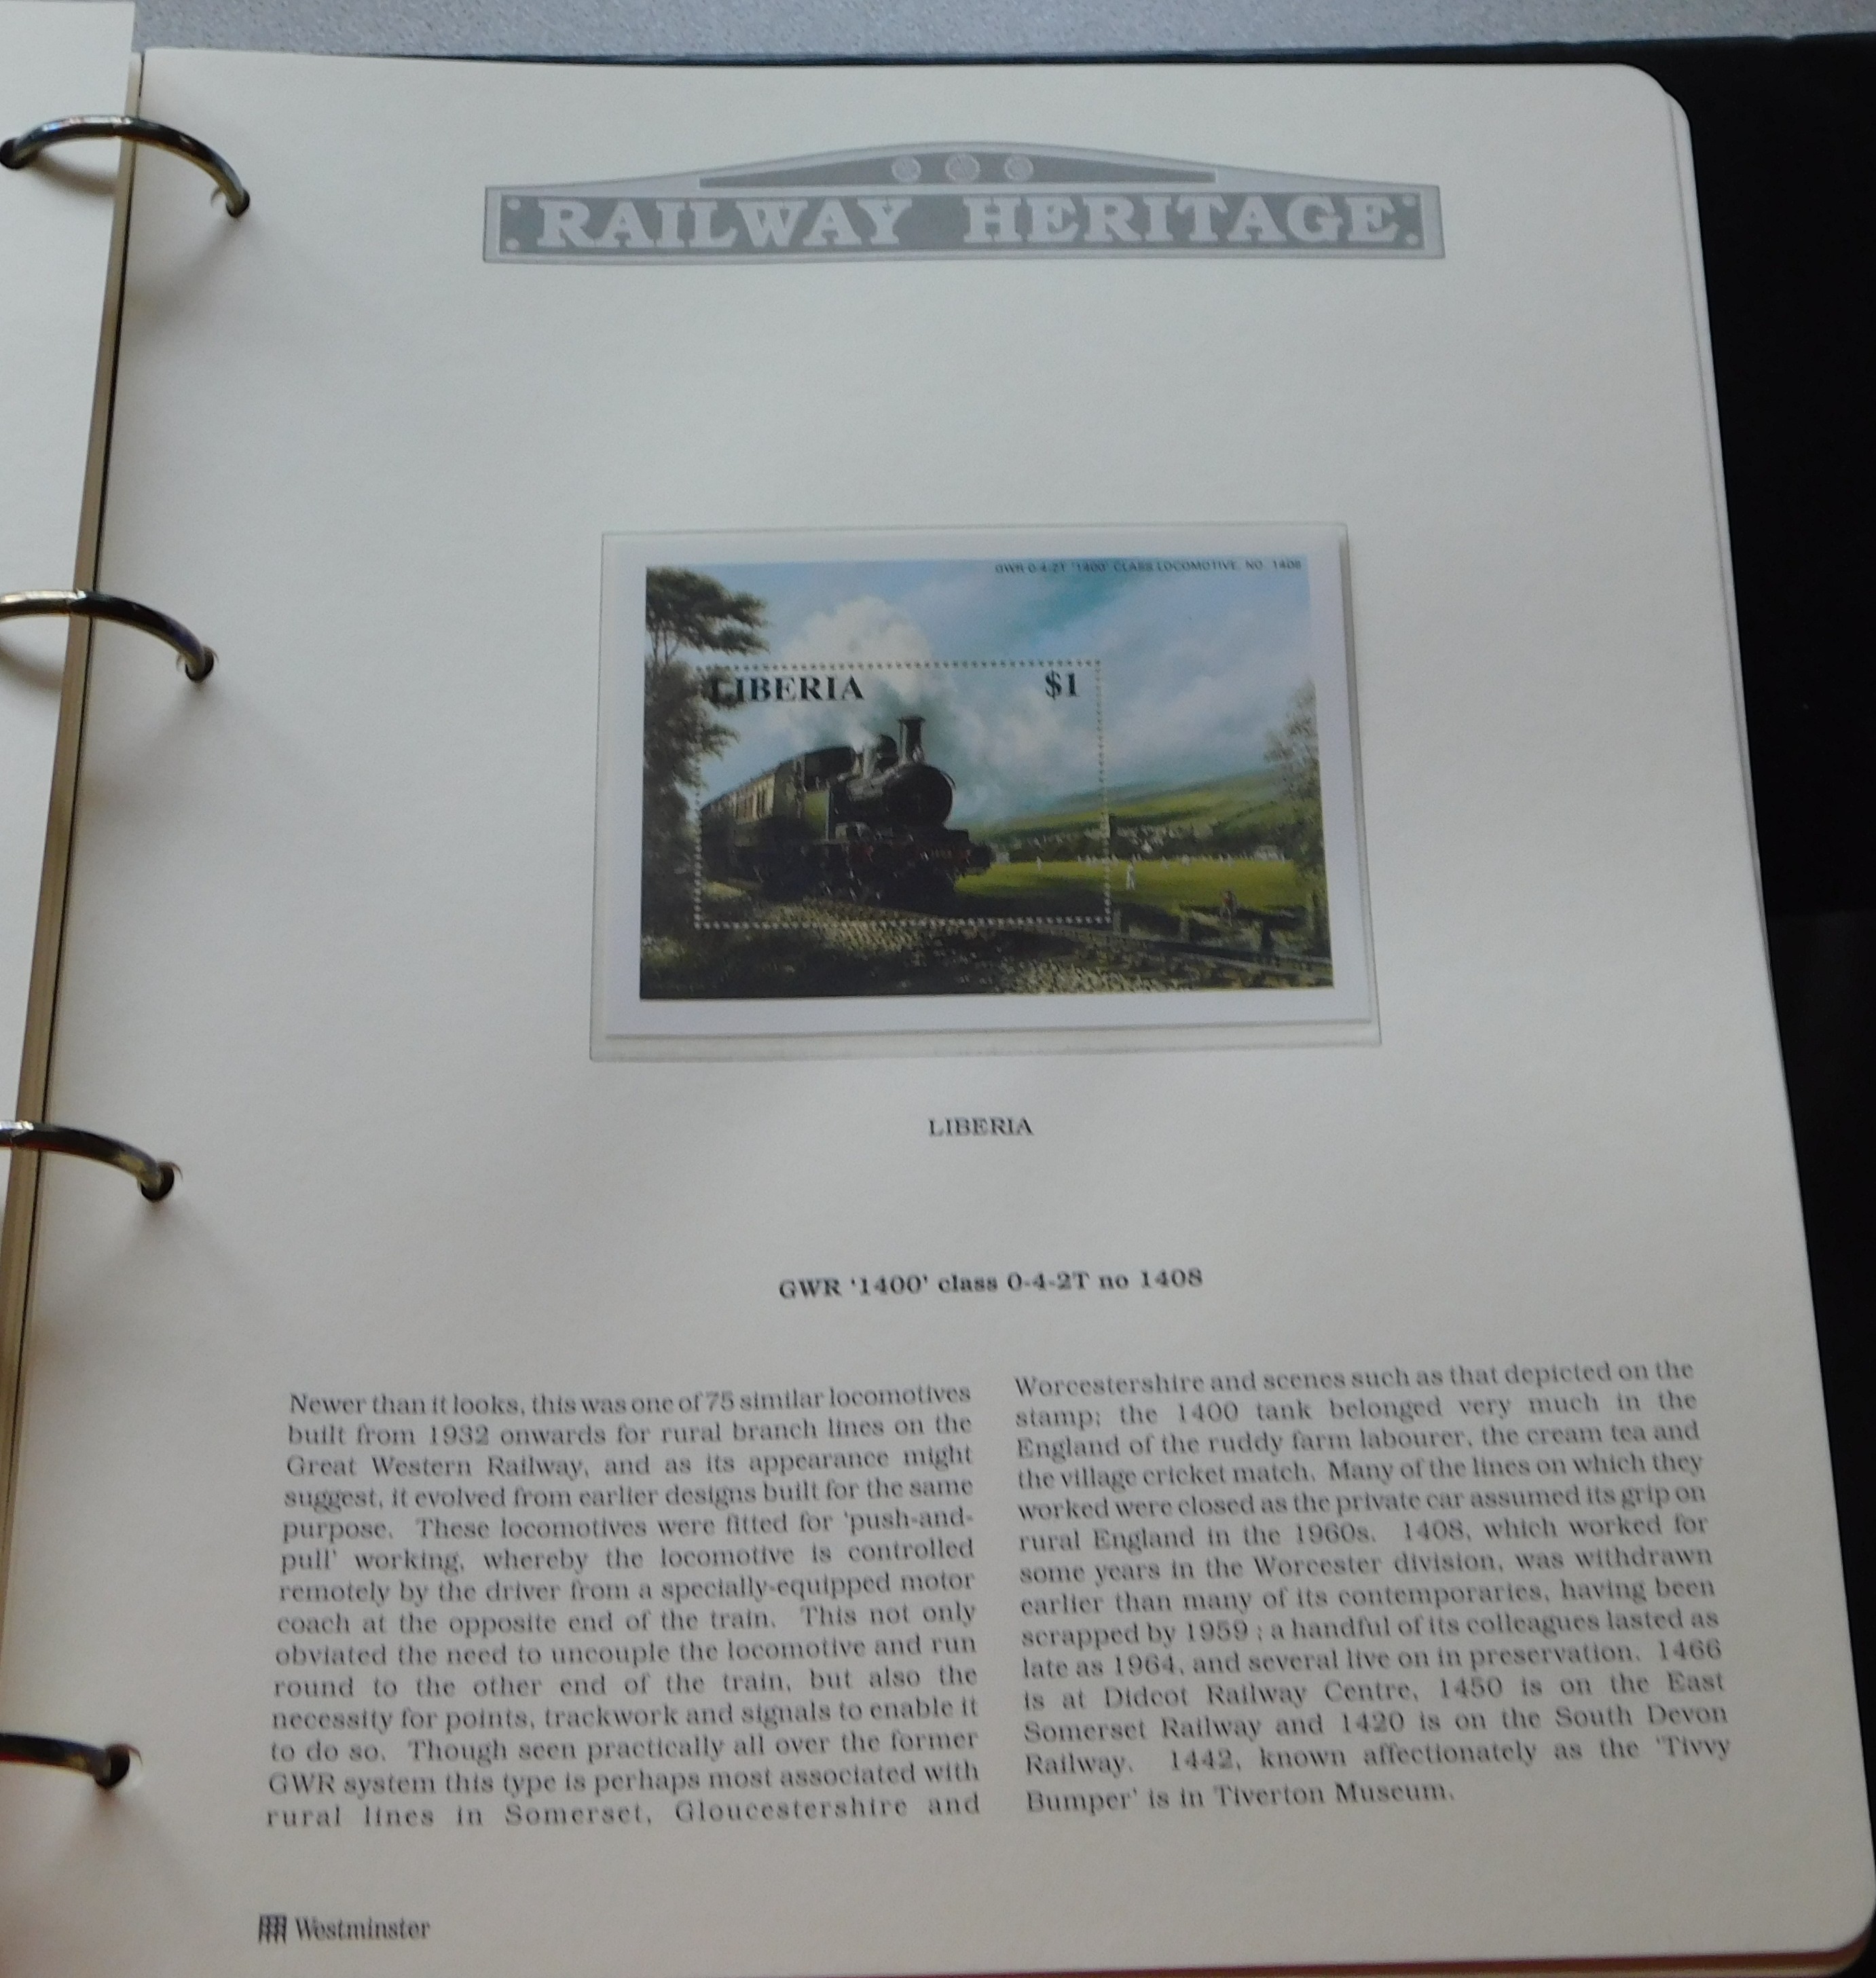 RAILWAY HERITAGE
GWR 0-4-2T '1400' CLASS LOCOMOTIVE. NO. 1408
LIBERIA $1
LIBERIA
GWR '1400' class 0-4-2T no 1408
Newer than it looks, this was one of 75 similar locomotives
built from 1932 onwards for rural branch lines on the
Great Western Railway, and as its appearance might
suggest, it evolved from earlier designs built for the same
purpose. These locomotives were fitted for 'push-and-
pull' working, whereby the locomotive is controlled
remotely by the driver from a specially-equipped motor
coach at the opposite end of the train. This not only
obviated the need to uncouple the locomotive and run
round to the other end of the train, but also the
necessity for points, trackwork and signals to enable it
to do so. Though seen practically all over the former
GWR system this type is perhaps most associated with
rural lines in Somerset, Gloucestershire and
Worcestershire and scenes such as that depicted on the
stamp; the 1400 tank belonged very much in the
England of the ruddy farm labourer, the cream tea and
the village cricket match. Many of the lines on which they
worked were closed as the private car assumed its grip on
rural England in the 1960s. 1408, which worked for
some years in the Worcester division, was withdrawn
earlier than many of its contemporaries, having been
scrapped by 1959 ; a handful of its colleagues lasted as
late as 1964, and several live on in preservation. 1466
is at Didcot Railway Centre, 1450 is on the East
Somerset Railway and 1420 is on the South Devon
Railway. 1442, known affectionately as the 'Tivvy
Bumper' is in Tiverton Museum.
Westminster